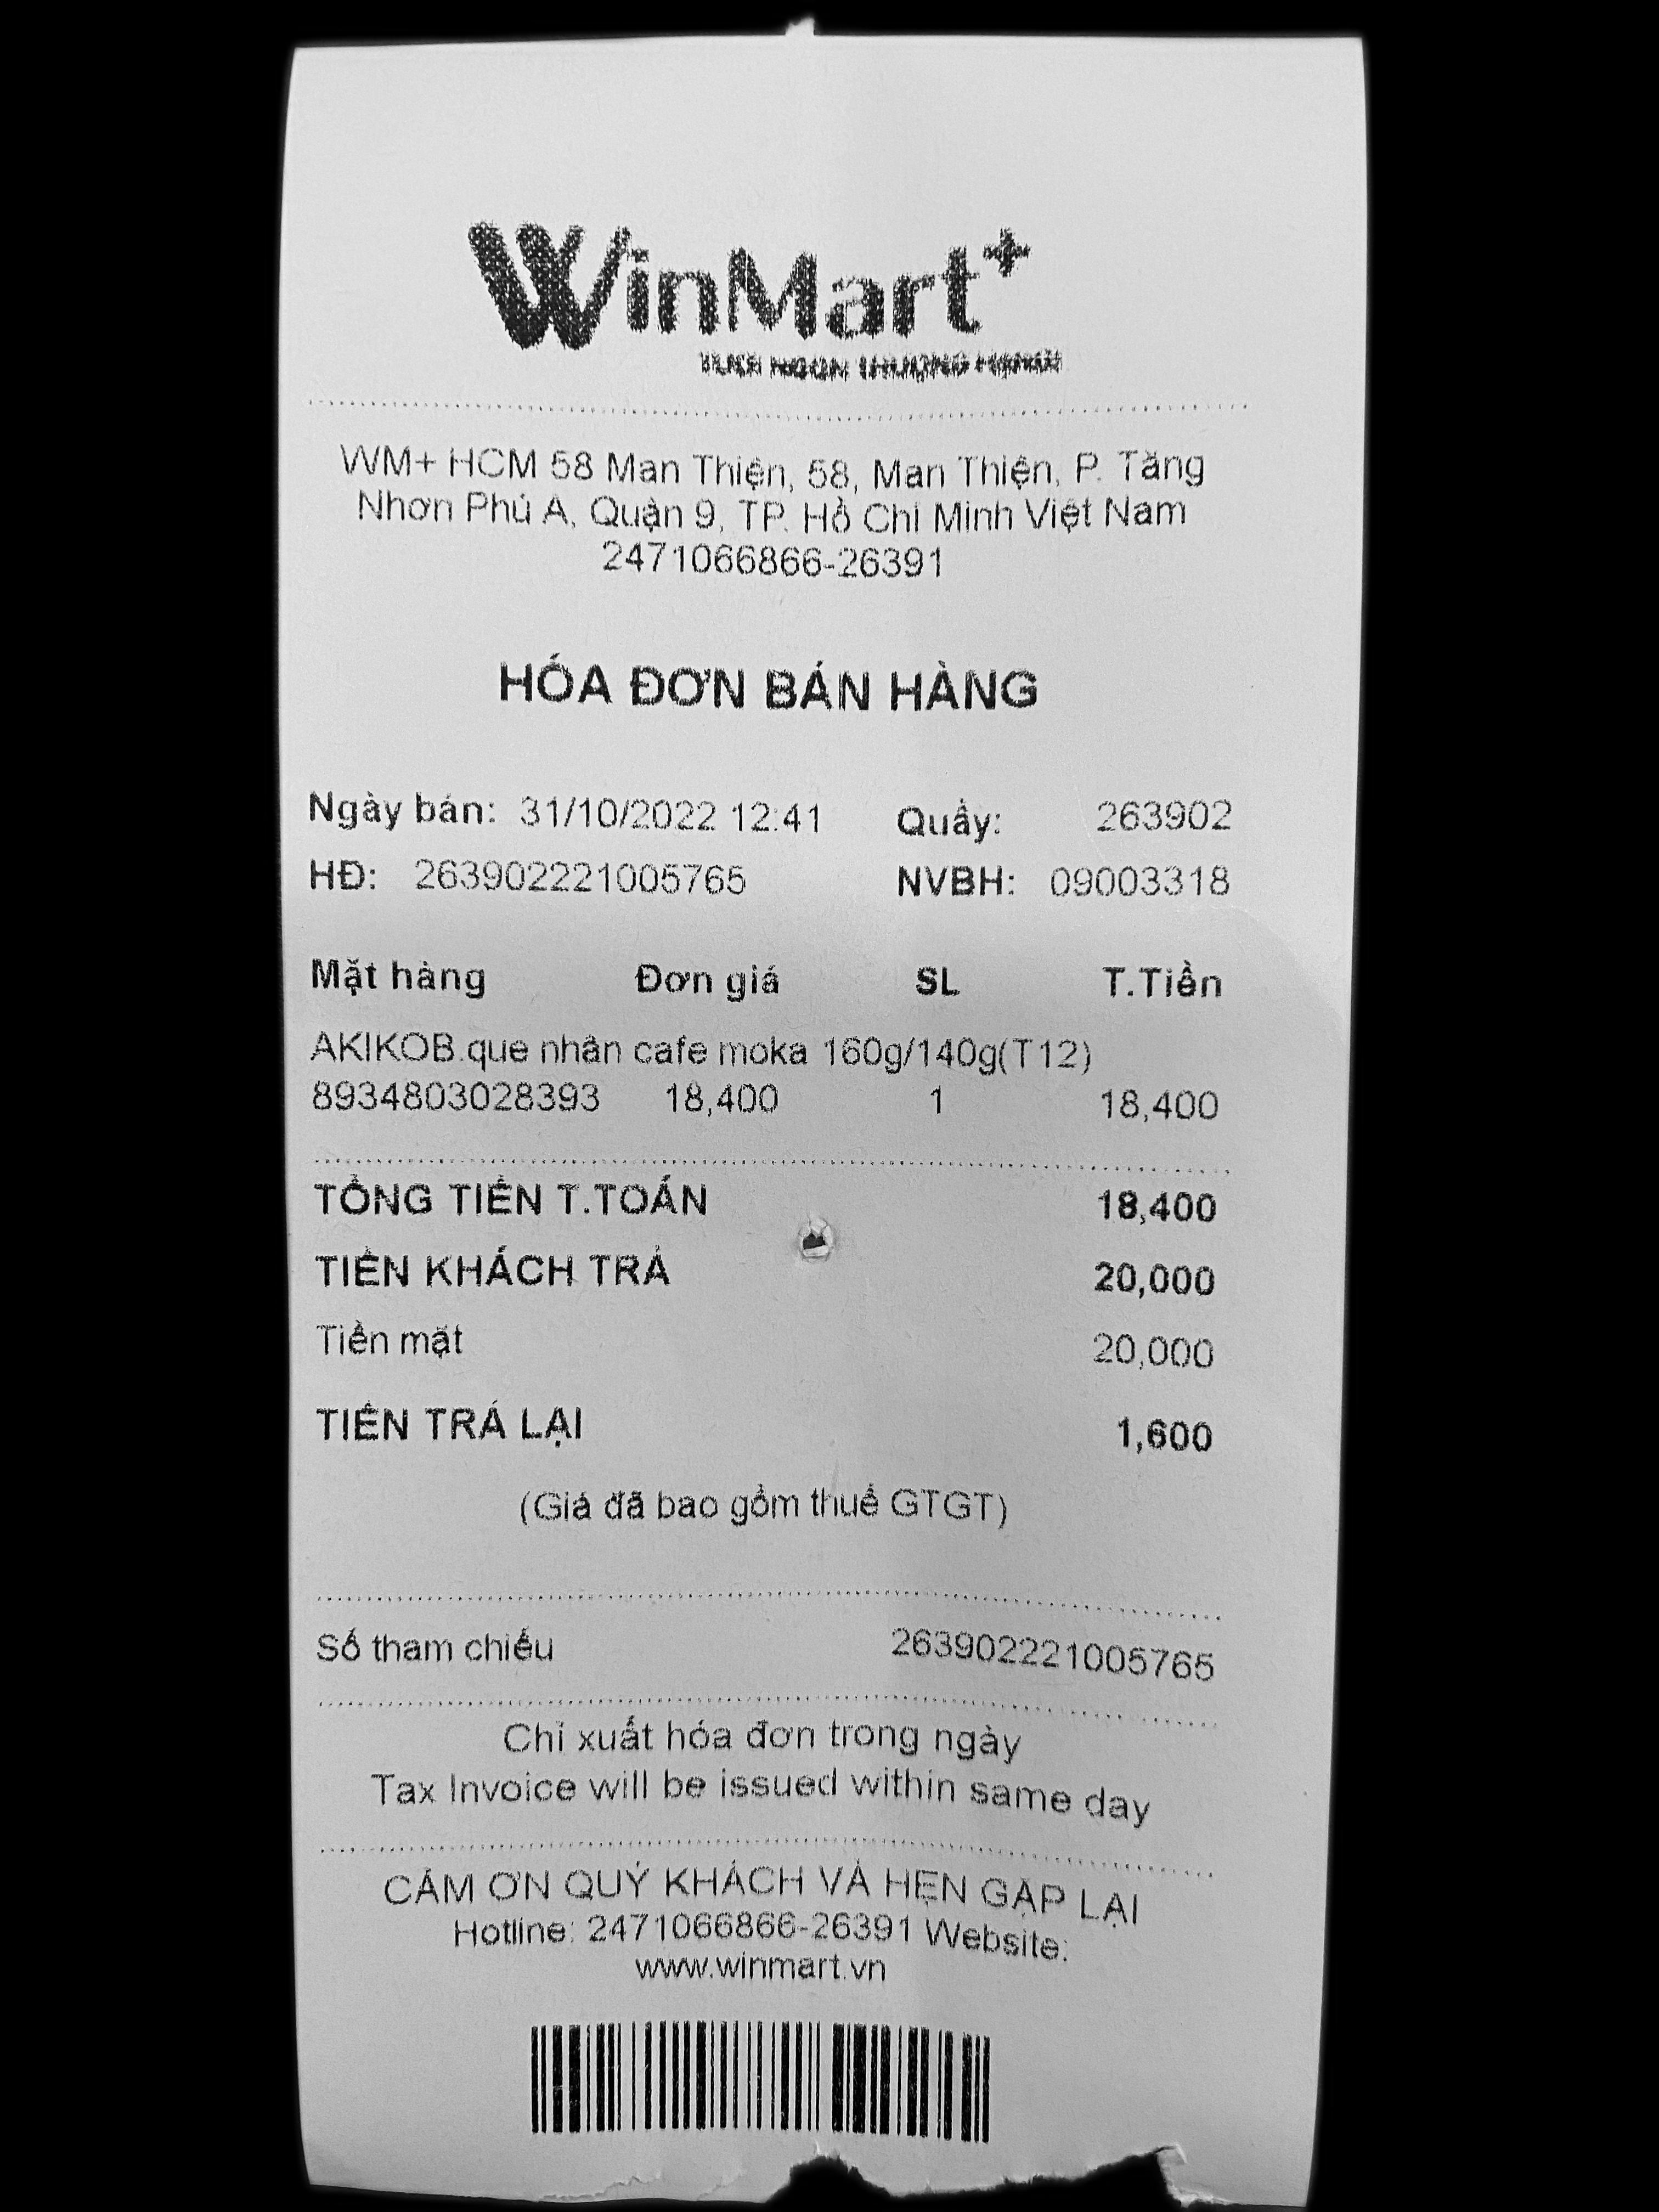 WinMart+
WM+ HCM 58 Man Thiện, 58, Man Thiện, P. Tăng
Nhơn Phú A, Quận 9, TP. Hồ Chí Minh Việt Nam
2471066866-26391
HÓA ĐƠN BÁN HÀNG
Ngày bán: 31/10/2022 12:41 Quầy: 263902
HĐ: 263902221005765 NVBH: 09003318
Mặt hàng Đơn giá SL T.Tiền
AKIKOB.que nhân cafe moka 160g/140g(T12)
8934803028393 18,400 1 18,400
TỔNG TIỀN T.TOÁN 18,400
TIỀN KHÁCH TRẢ 20,000
Tiền mặt 20,000
TIỀN TRẢ LẠI 1,600
(Giá đã bao gồm thuế GTGT)
Số tham chiếu 263902221005765
Chỉ xuất hóa đơn trong ngày
Tax Invoice will be issued within same day
CẢM ƠN QUÝ KHÁCH VÀ HẸN GẶP LẠI
Hotline: 2471066866-26391 Website:
www.winmart.vn